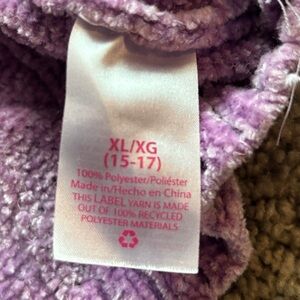 XL/XG
(15-17)
100% Polyester/Poliéster
Made in/Hecho en China
THIS LABEL YARN IS MADE
OUT OF 100% RECYCLED
POLYESTER MATERIALS